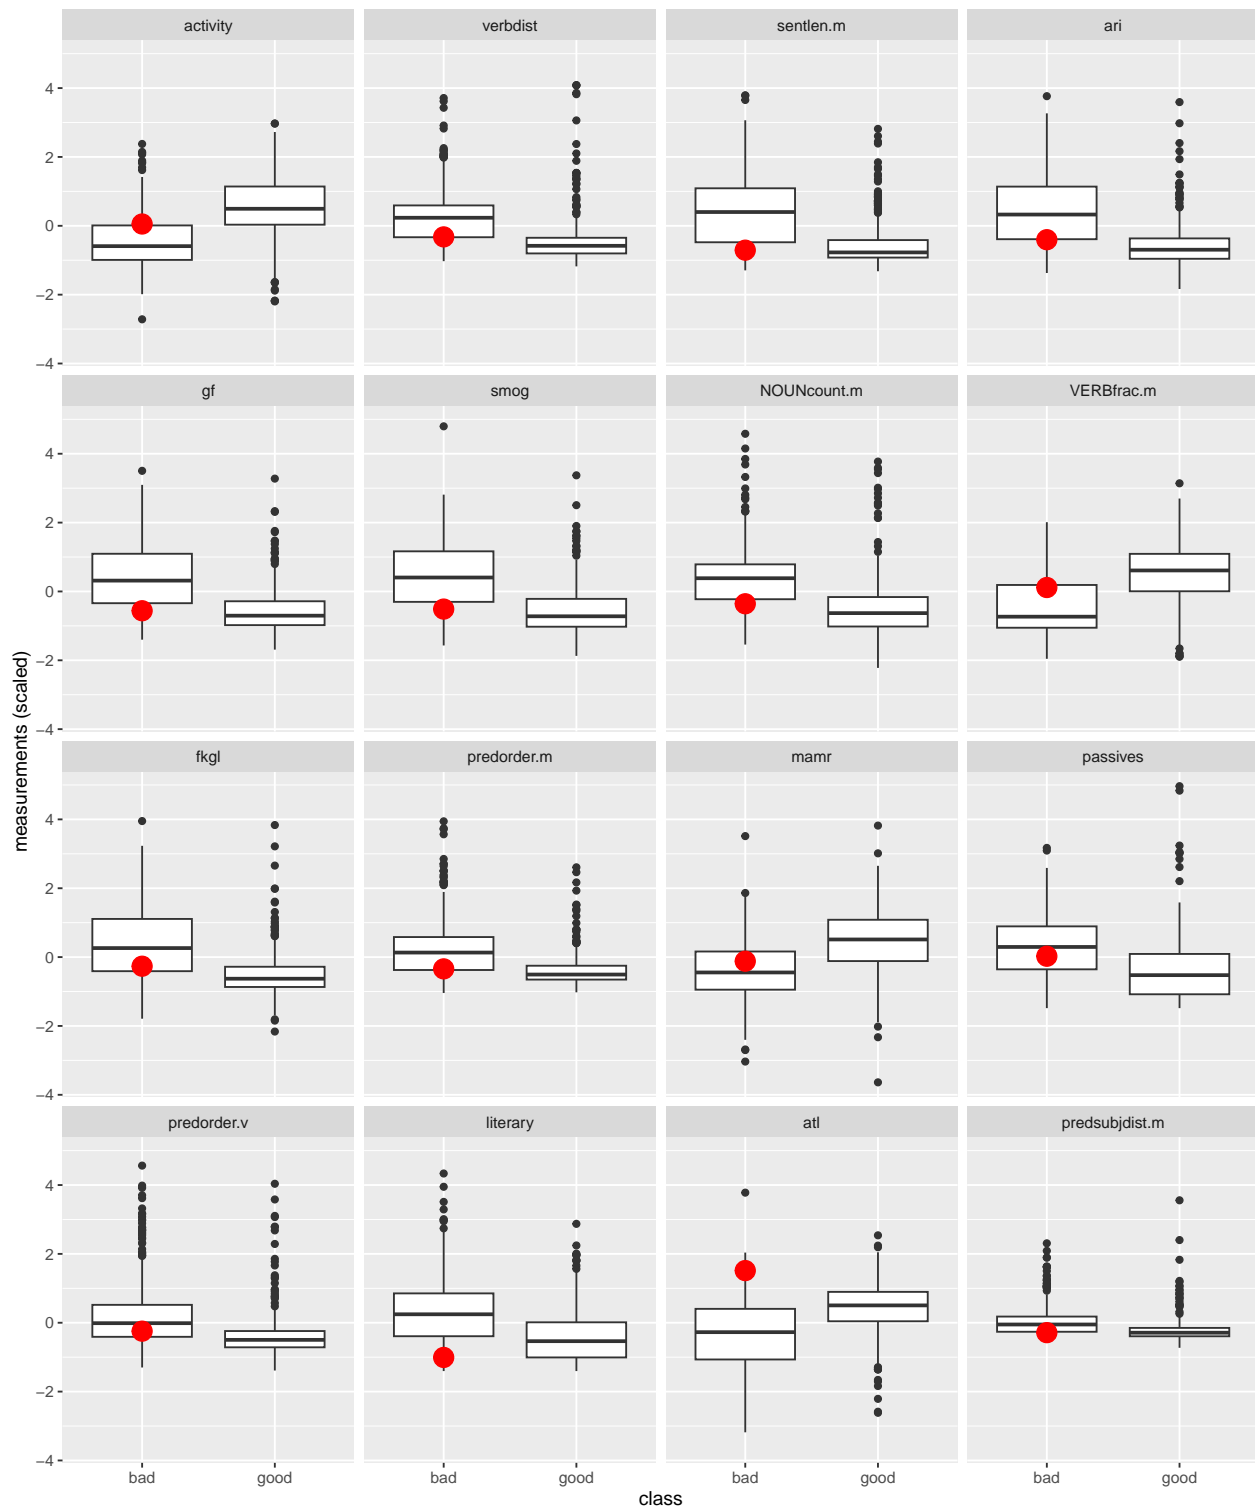 activity verbdist sentlen.m ari
4
2
0
−2
−4
gf smog NOUNcount.m VERBfrac.m
4
2
0
−2
−4
fkgl predorder.m mamr passives
4
2
0
−2
−4
predorder.v literary atl predsubjdist.m
4
2
0
−2
−4
bad good bad good bad good bad good
class
measurements (scaled)